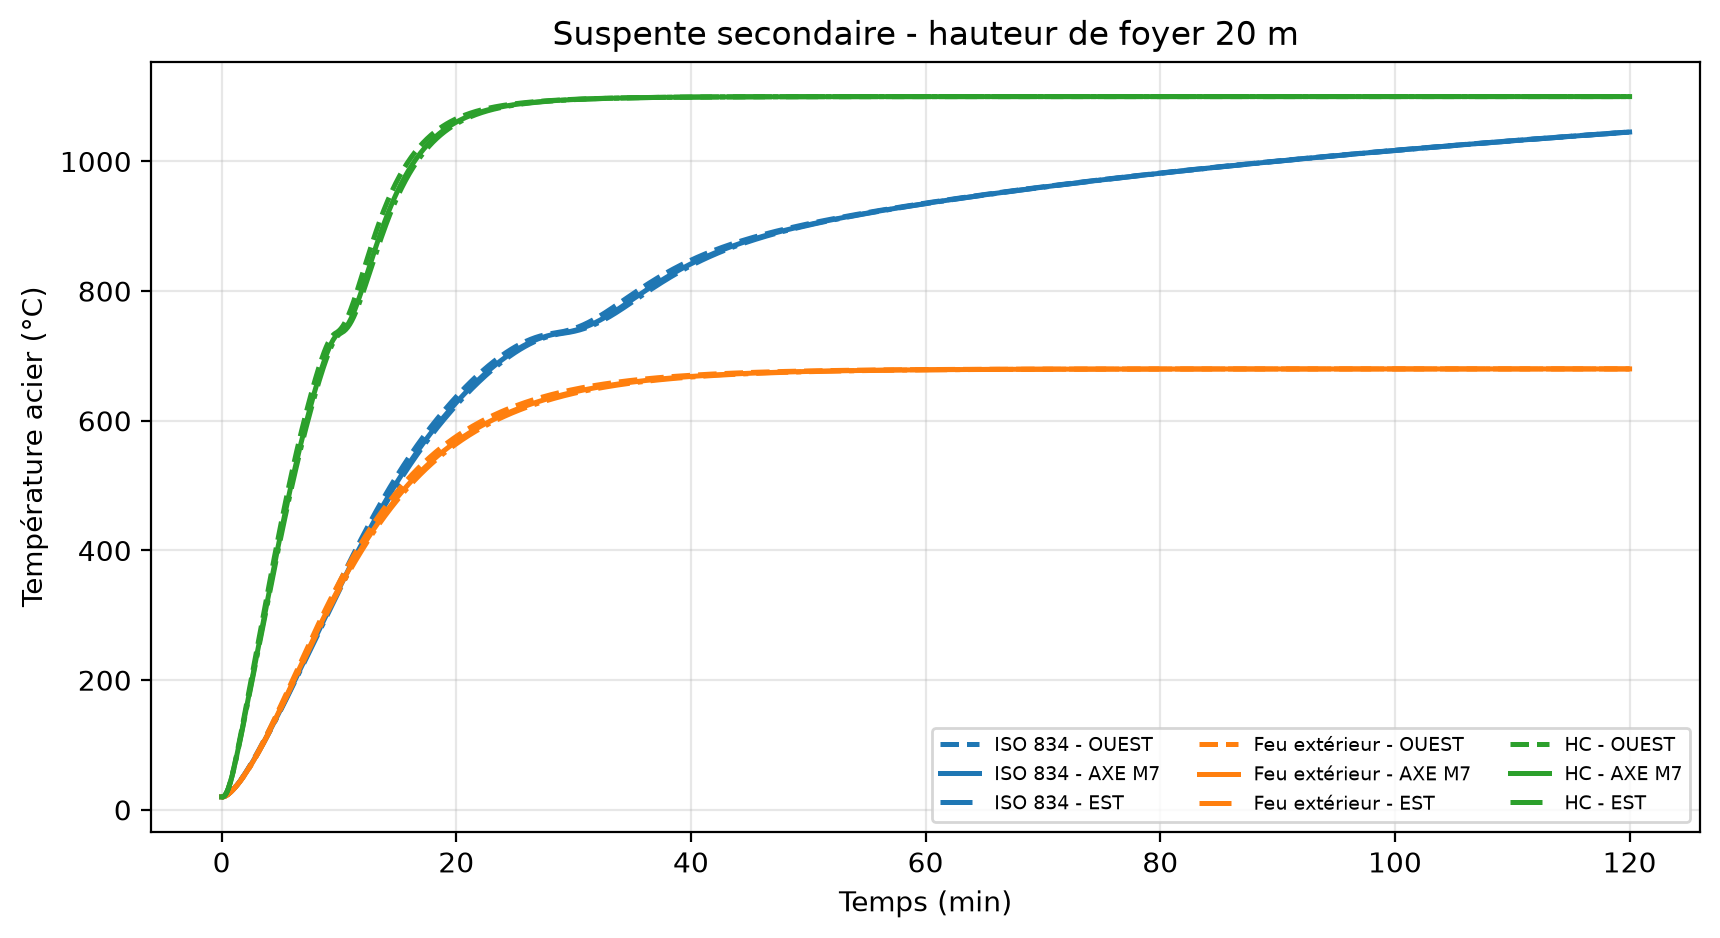 Suspente secondaire - hauteur de foyer 20 m
Température acier (°C)
1000
800
600
400
200
0
0 20 40 60 80 100 120
Temps (min)
ISO 834 - OUEST
ISO 834 - AXE M7
ISO 834 - EST
Feu extérieur - OUEST
Feu extérieur - AXE M7
Feu extérieur - EST
HC - OUEST
HC - AXE M7
HC - EST